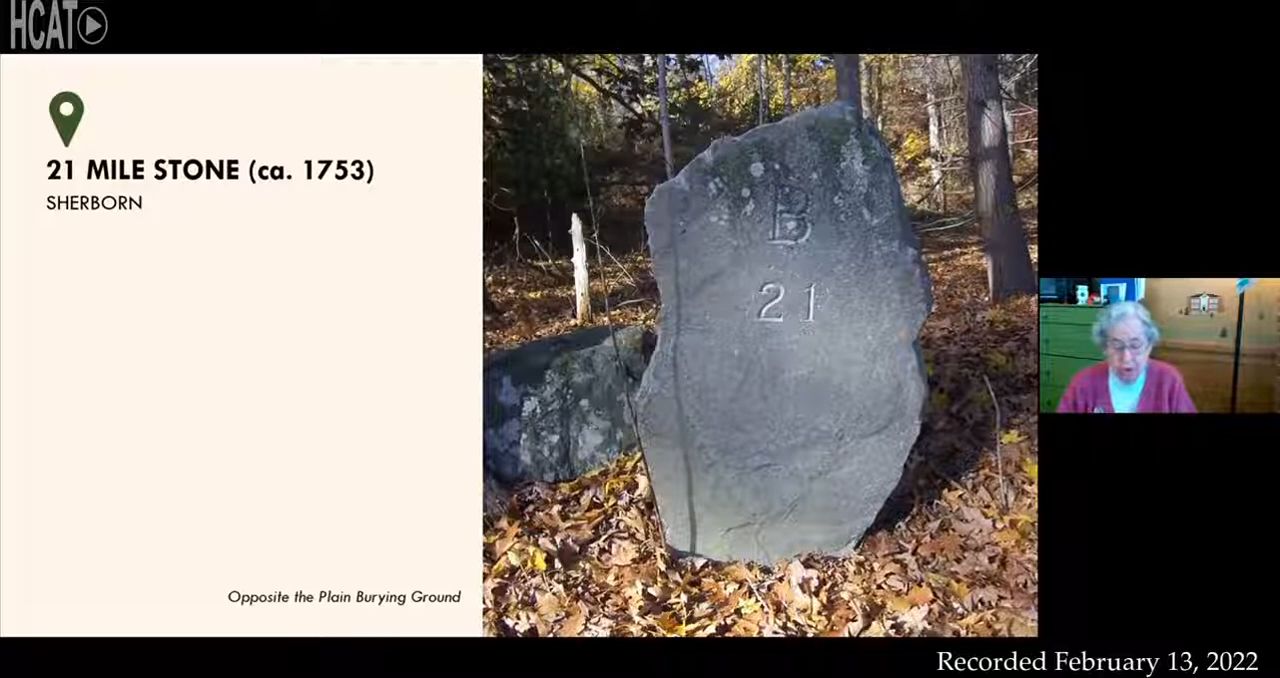 HCAT
21 MILE STONE (ca. 1753)
SHERBORN
B
21
Opposite the Plain Burying Ground
Recorded February 13, 2022